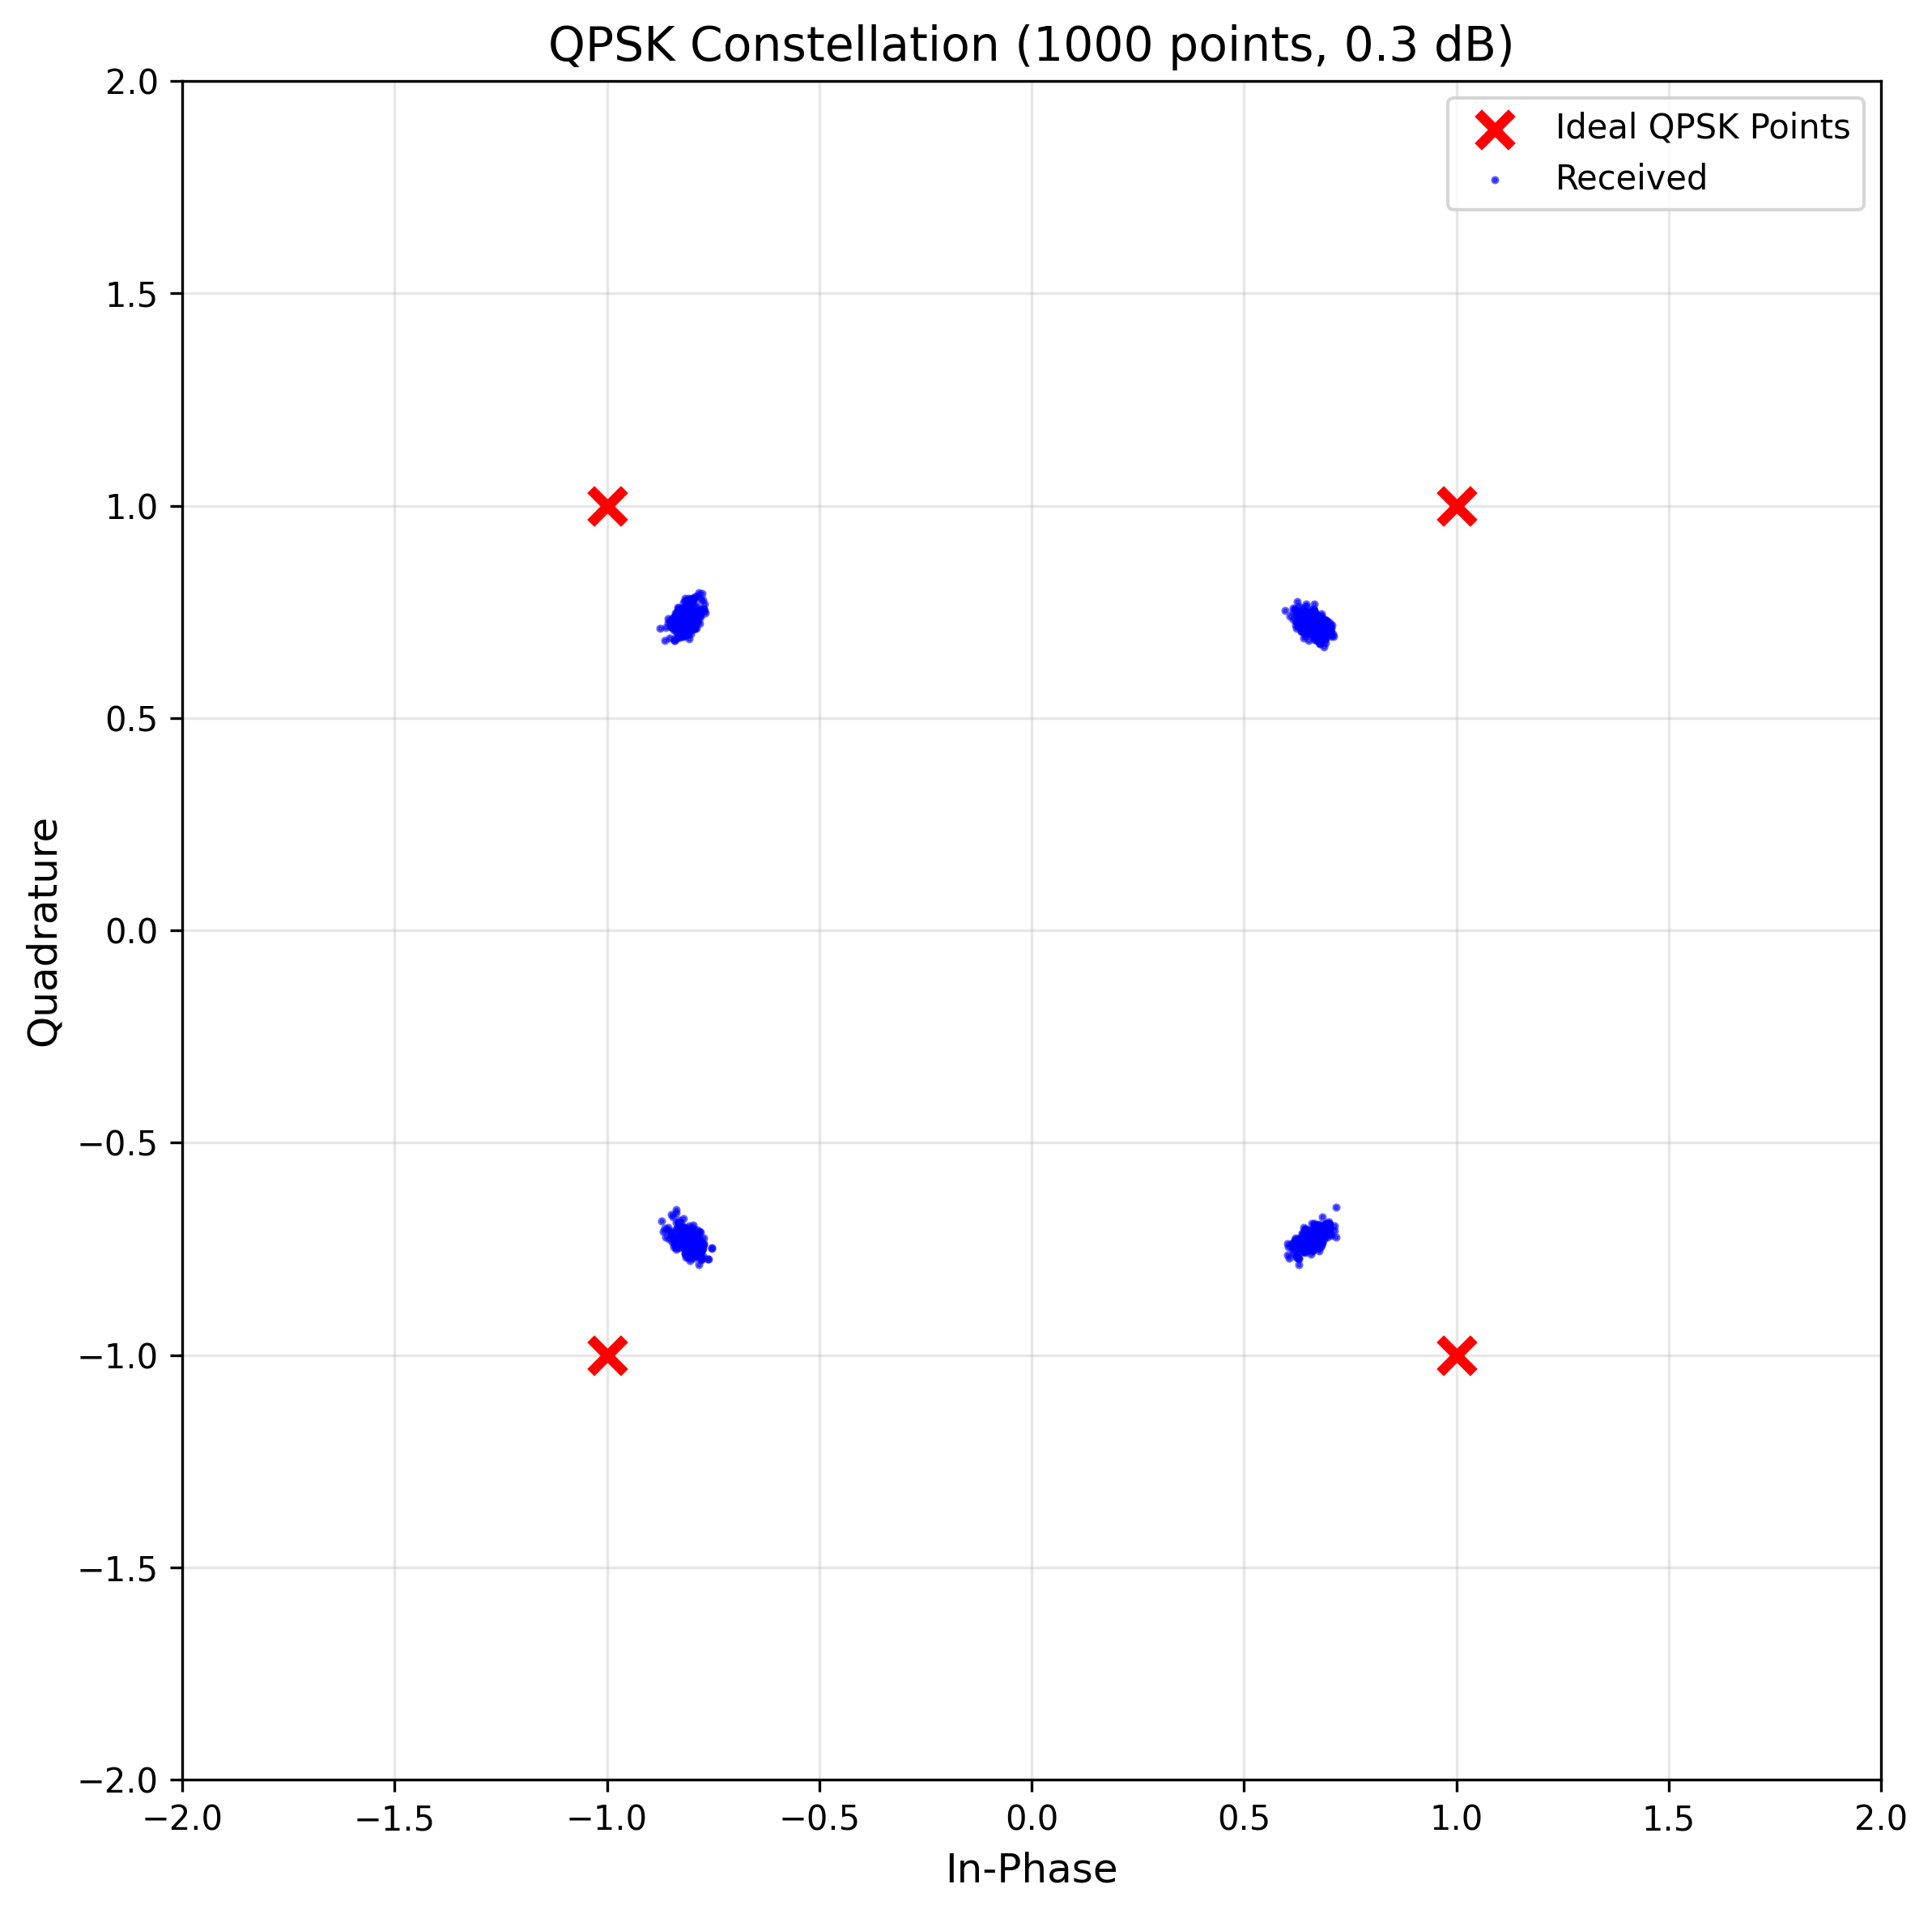 QPSK Constellation (1000 points, 0.3 dB)
Ideal QPSK Points
Received
2.0
1.5
1.0
0.5
0.0
−0.5
−1.0
−1.5
−2.0
Quadrature
−2.0 −1.5 −1.0 −0.5 0.0 0.5 1.0 1.5 2.0
In-Phase